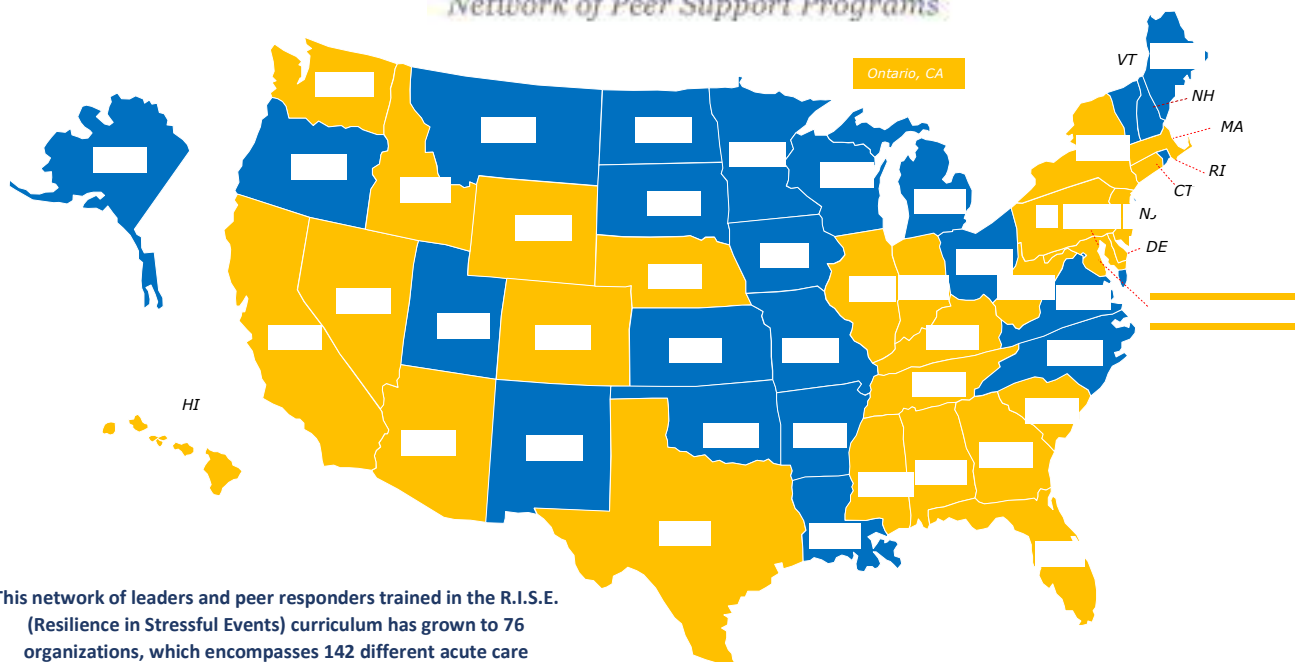 Network of Peer Support Programs
Ontario, CA
VT
NH
MA
RI
CT
NJ
DE
HI
This network of leaders and peer responders trained in the R.I.S.E.
(Resilience in Stressful Events) curriculum has grown to 76
organizations, which encompasses 142 different acute care